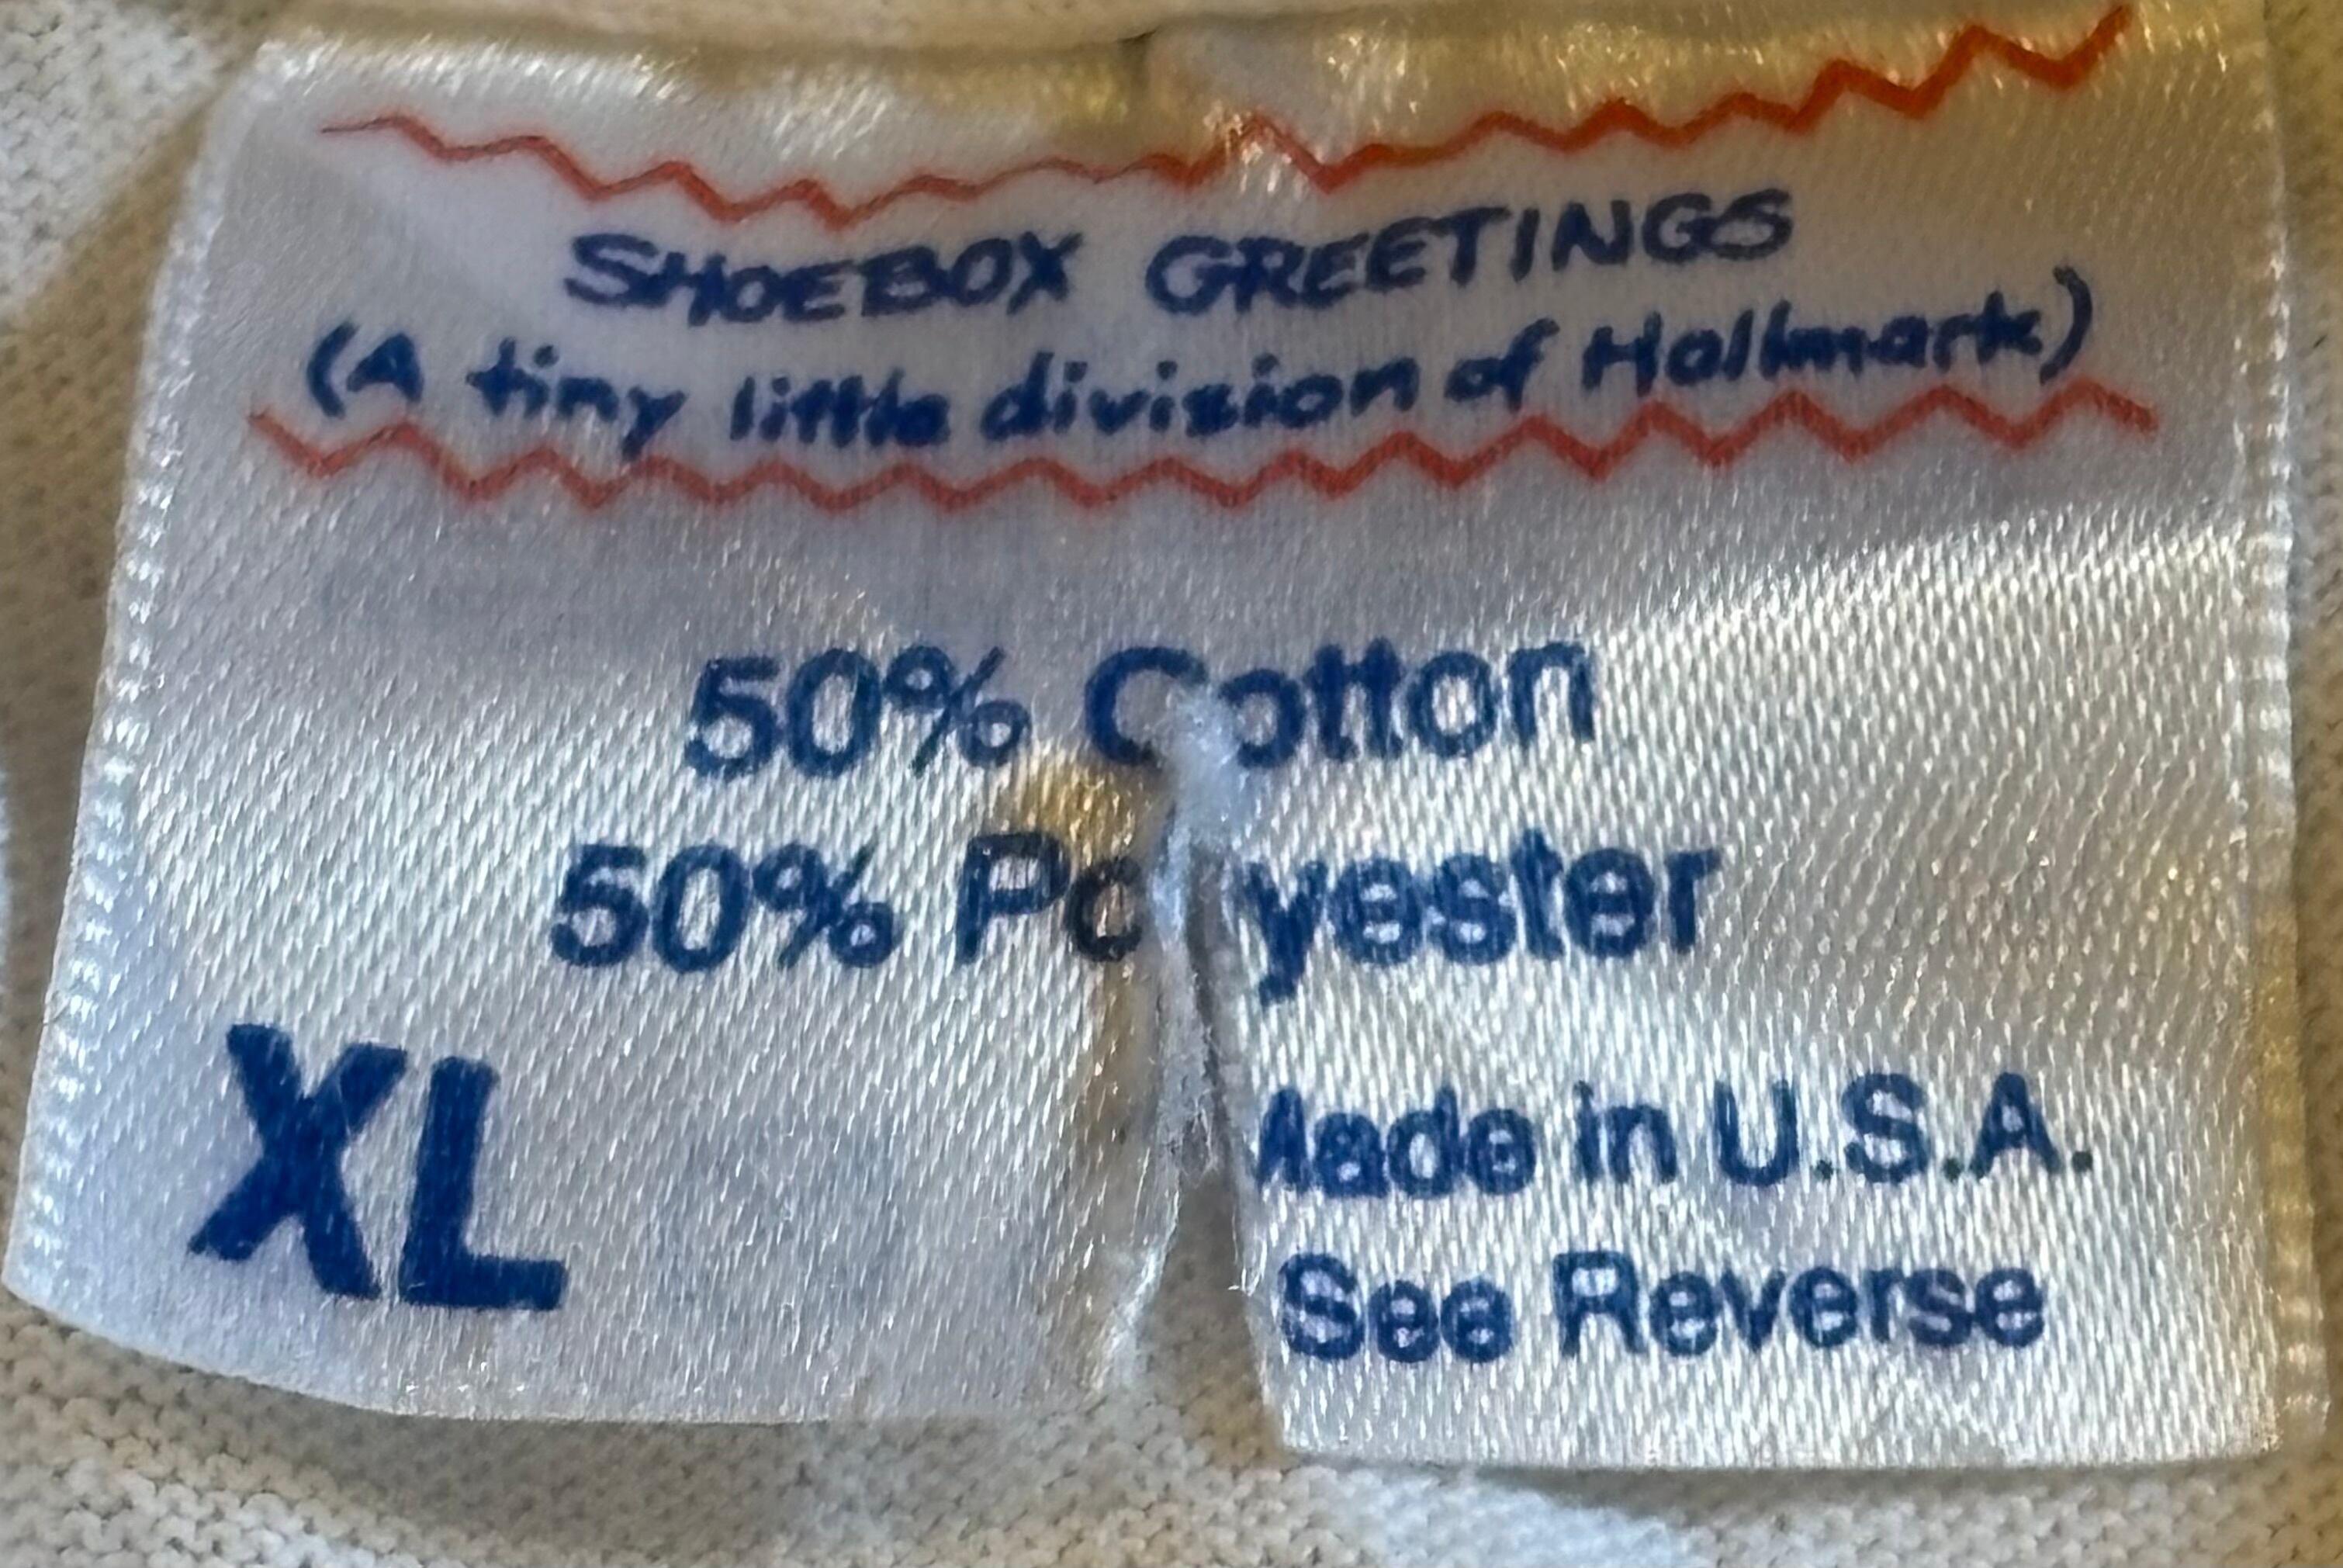 SHOEBOX GREETINGS
(A tiny little division of Hallmark)
50% Cotton
50% Polyester
XL
Made in U.S.A.
See Reverse